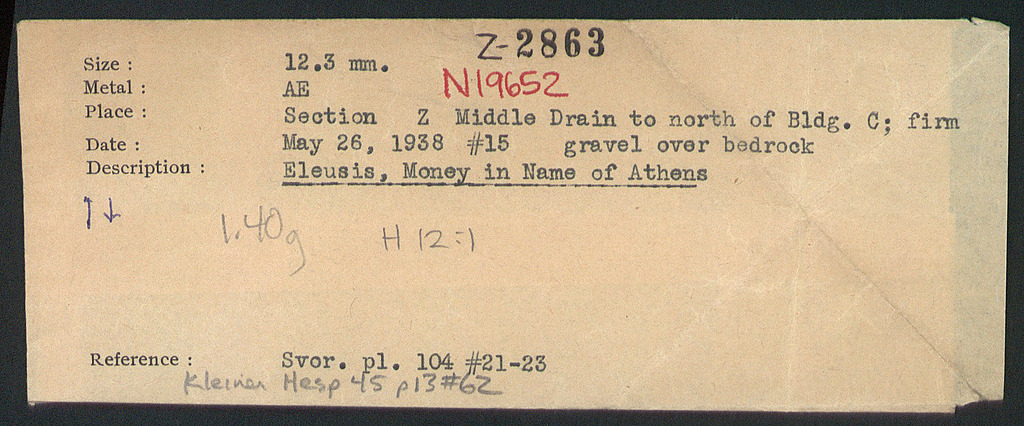 Z-2863
Size : 12.3 mm.
Metal : AE N19652
Place : Section Z Middle Drain to north of Bldg. C; firm
Date : May 26, 1938 #15 gravel over bedrock
Description : Eleusis, Money in Name of Athens
↑↓
1.40g H 12:1
Reference : Svor. pl. 104 #21-23
Kleiner Hesp 45 p13 #62